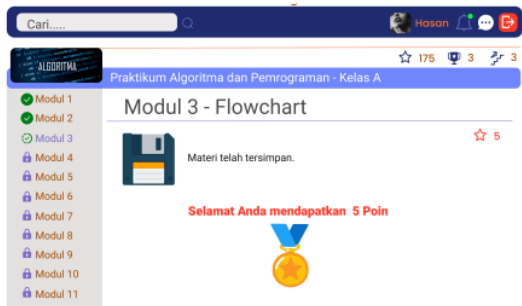 Cari.....
Hasan
ALGORITMA
175
3
3
Praktikum Algoritma dan Pemrograman - Kelas A
Modul 1
Modul 2
Modul 3
Modul 4
Modul 5
Modul 6
Modul 7
Modul 8
Modul 9
Modul 10
Modul 11
Modul 3 - Flowchart
5
Materi telah tersimpan.
Selamat Anda mendapatkan 5 Poin